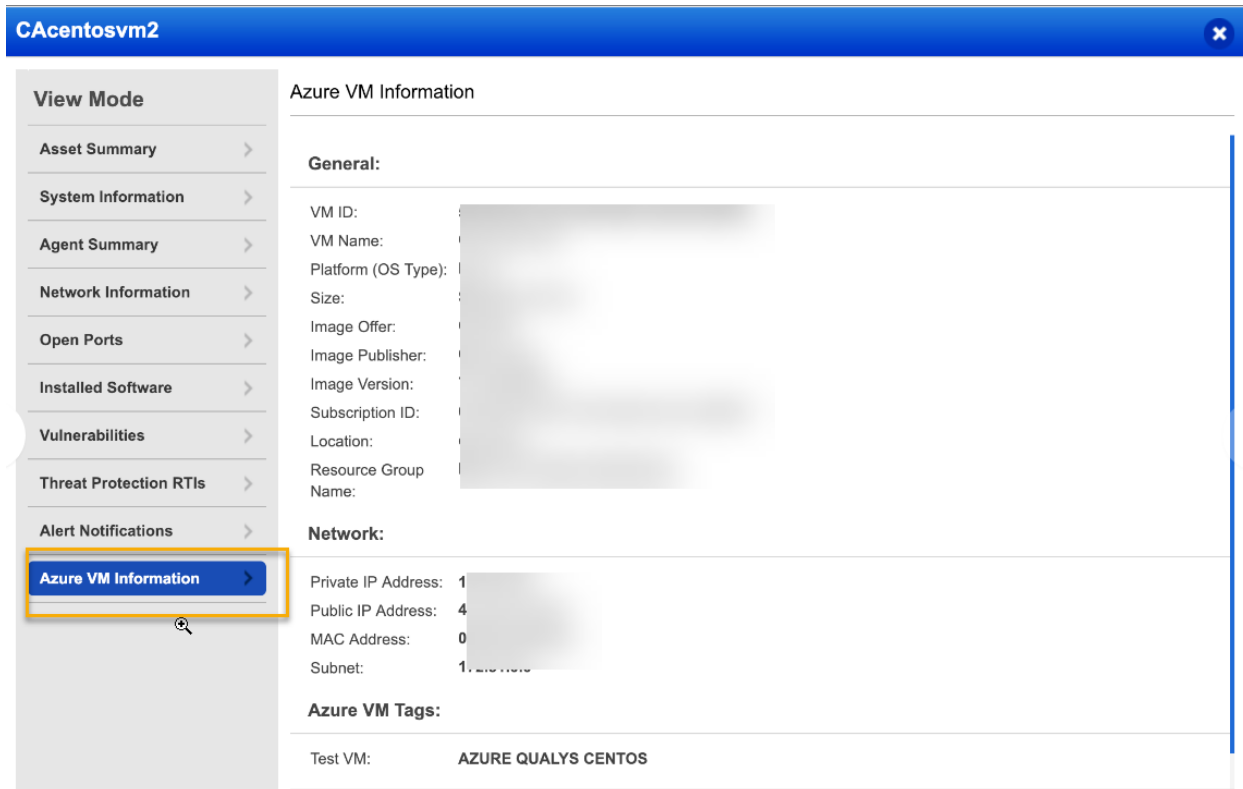 CAcentosvm2
View Mode
Asset Summary
System Information
Agent Summary
Network Information
Open Ports
Installed Software
Vulnerabilities
Threat Protection RTIs
Alert Notifications
Azure VM Information
Azure VM Information
General:
VM ID:
VM Name:
Platform (OS Type):
Size:
Image Offer:
Image Publisher:
Image Version:
Subscription ID:
Location:
Resource Group
Name:
Network:
Private IP Address: 1
Public IP Address: 4
MAC Address: 0
Subnet:
Azure VM Tags:
Test VM: AZURE QUALYS CENTOS